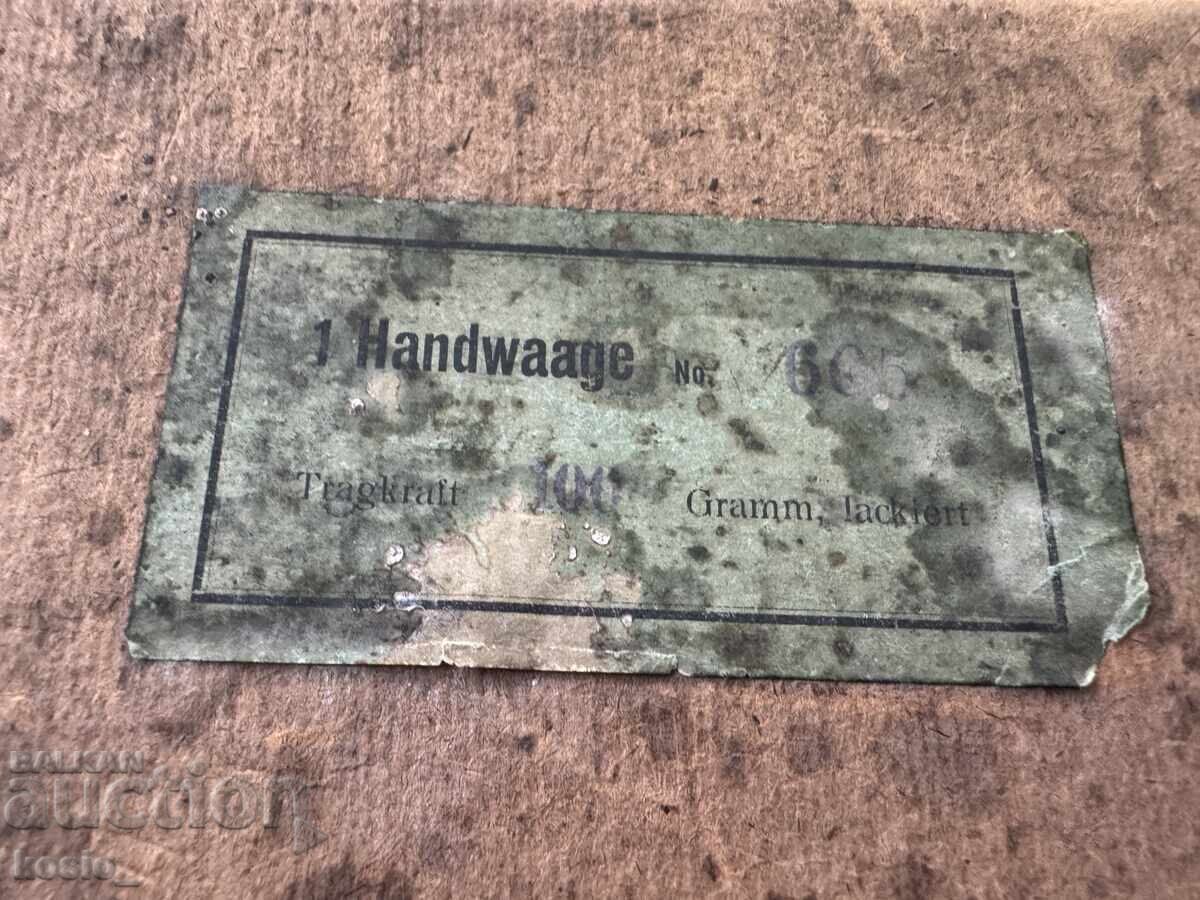 1 Handwaage No. 665
Tragkraft 100 Gramm, lackiert
BALKAN
auction
kosio_